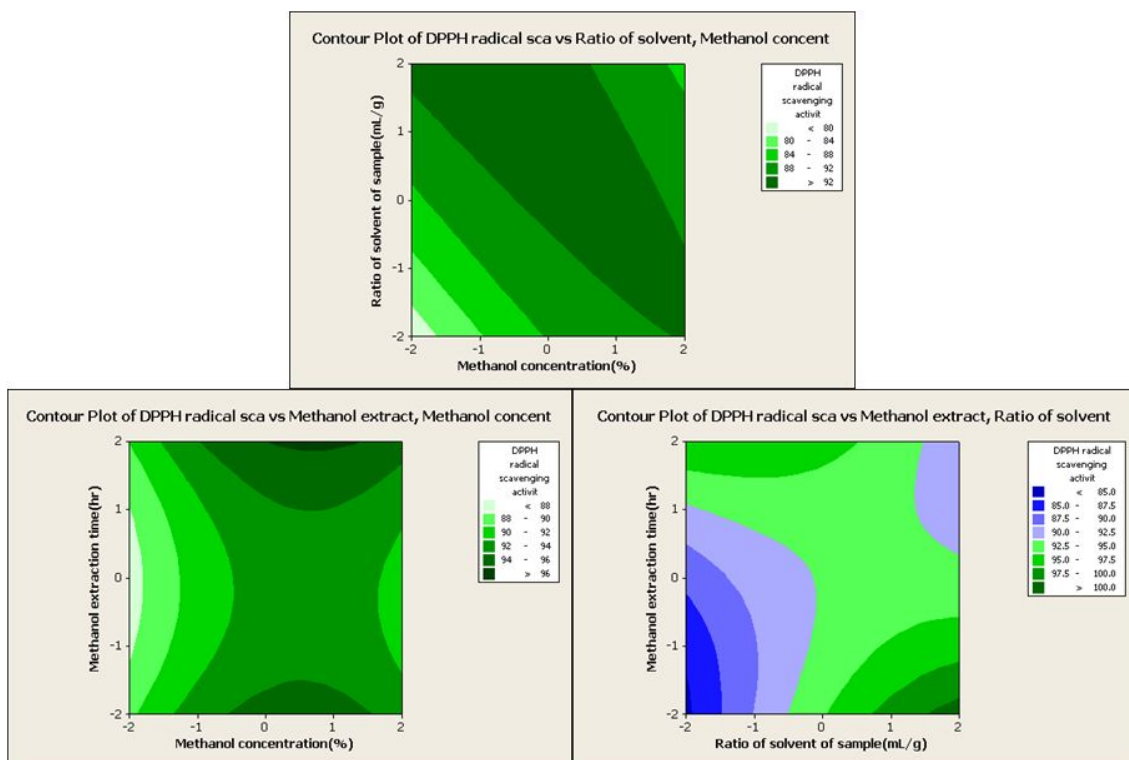 Contour Plot of DPPH radical sca vs Ratio of solvent, Methanol concent
DPPH
radical
scavenging
activit
< 80
80 - 84
84 - 88
88 - 92
> 92
Ratio of solvent of sample(mL/g)
2
1
0
-1
-2
-2 -1 0 1 2
Methanol concentration(%)
Contour Plot of DPPH radical sca vs Methanol extract, Methanol concent
DPPH
radical
scavenging
activit
< 88
88 - 90
90 - 92
92 - 94
94 - 96
> 96
Methanol extraction time(hr)
2
1
0
-1
-2
-2 -1 0 1 2
Methanol concentration(%)
Contour Plot of DPPH radical sca vs Methanol extract, Ratio of solvent
DPPH radical
scavenging
activit
< 85.0
85.0 - 87.5
87.5 - 90.0
90.0 - 92.5
92.5 - 95.0
95.0 - 97.5
97.5 - 100.0
> 100.0
Methanol extraction time(hr)
2
1
0
-1
-2
-2 -1 0 1 2
Ratio of solvent of sample(mL/g)